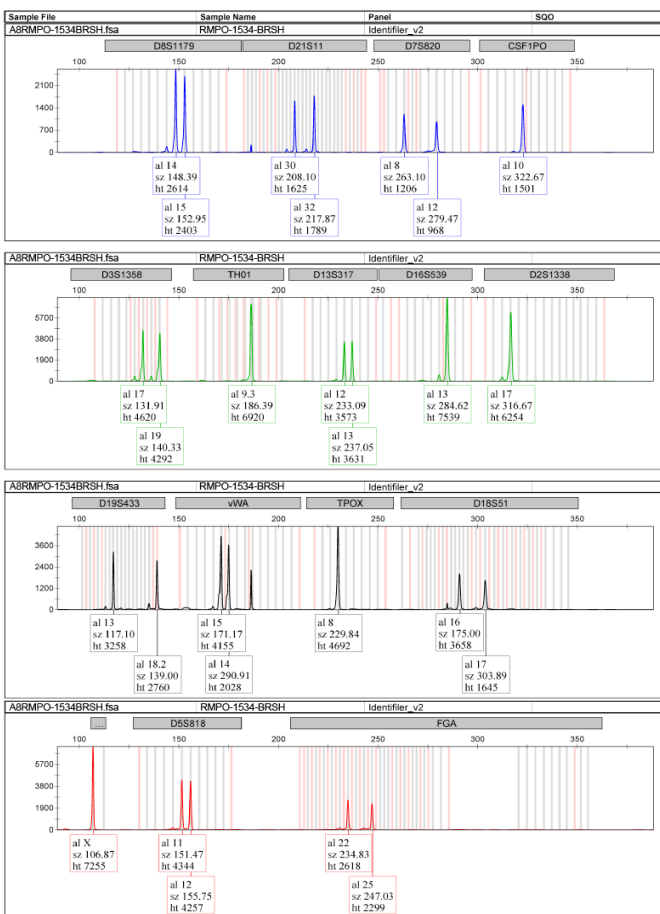 Sample File Sample Name Panel SQO
A8RMPO-1534BRSH.fsa RMPO-1534-BRSH Identifiler_v2
D8S1179 D21S11 D7S820 CSF1PO
100 150 200 250 300 350
2100
1400
700
0
al 14 al 30 al 8 al 10
sz 148.39 sz 208.10 sz 263.10 sz 322.67
ht 2614 ht 1625 ht 1206 ht 1501
al 15 al 32 al 12
sz 152.95 sz 217.87 sz 279.47
ht 2403 ht 1789 ht 968
A8RMPO-1534BRSH.fsa RMPO-1534-BRSH Identifiler_v2
D3S1358 TH01 D13S317 D16S539 D2S1338
100 150 200 250 300 350
5700
3800
1900
0
al 17 al 9.3 al 12 al 13 al 17
sz 131.91 sz 186.39 sz 233.09 sz 284.62 sz 316.67
ht 4620 ht 6920 ht 3573 ht 7539 ht 6254
al 19 al 13
sz 140.33 sz 237.05
ht 4292 ht 3631
A8RMPO-1534BRSH.fsa RMPO-1534-BRSH Identifiler_v2
D19S433 vWA TPOX D18S51
100 150 200 250 300 350
3600
2400
1200
0
al 13 al 15 al 8 al 16
sz 117.10 sz 171.17 sz 229.84 sz 175.00
ht 3258 ht 4155 ht 4692 ht 3658
al 18.2 al 14 al 17
sz 139.00 sz 290.91 sz 303.89
ht 2760 ht 2028 ht 1645
A8RMPO-1534BRSH.fsa RMPO-1534-BRSH Identifiler_v2
... D5S818 FGA
100 150 200 250 300 350
5700
3800
1900
0
al X al 11 al 22
sz 106.87 sz 151.47 sz 234.83
ht 7255 ht 4344 ht 2618
al 12 al 25
sz 155.75 sz 247.03
ht 4257 ht 2299